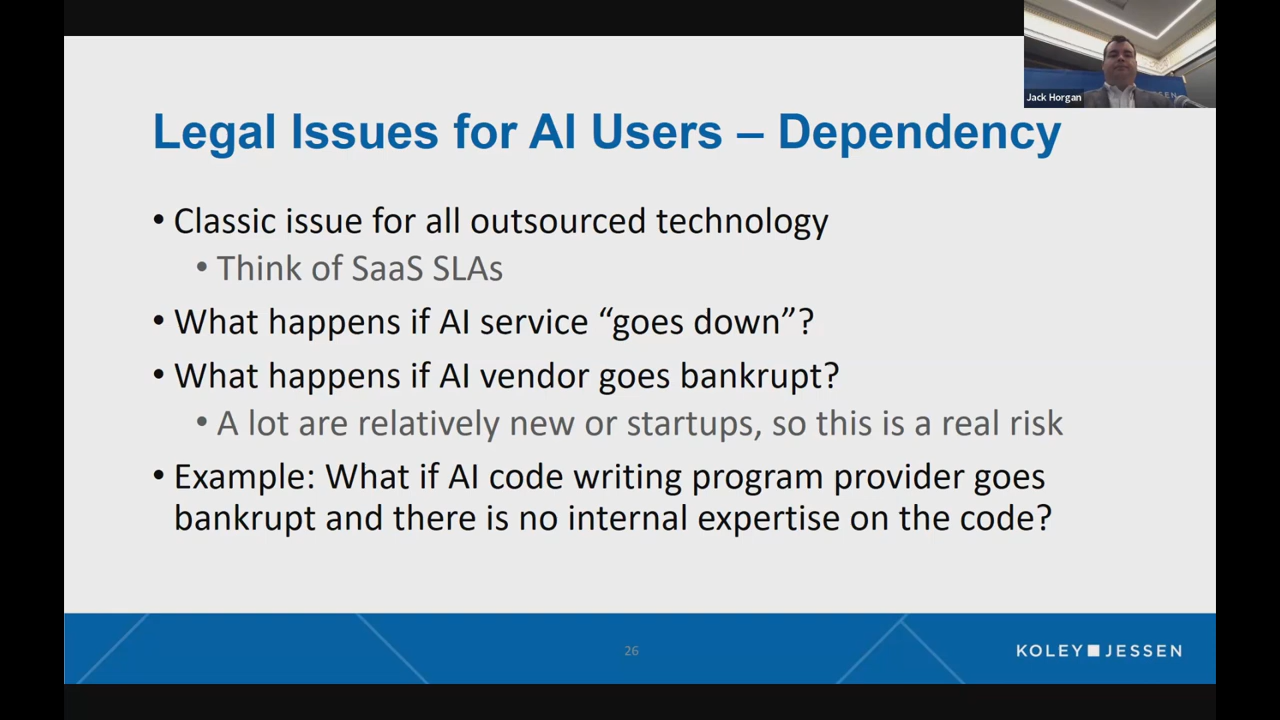 Jack Horgan
Legal Issues for AI Users – Dependency
• Classic issue for all outsourced technology
• Think of SaaS SLAs
• What happens if AI service “goes down”?
• What happens if AI vendor goes bankrupt?
• A lot are relatively new or startups, so this is a real risk
• Example: What if AI code writing program provider goes
bankrupt and there is no internal expertise on the code?
26
KOLEY JESSEN